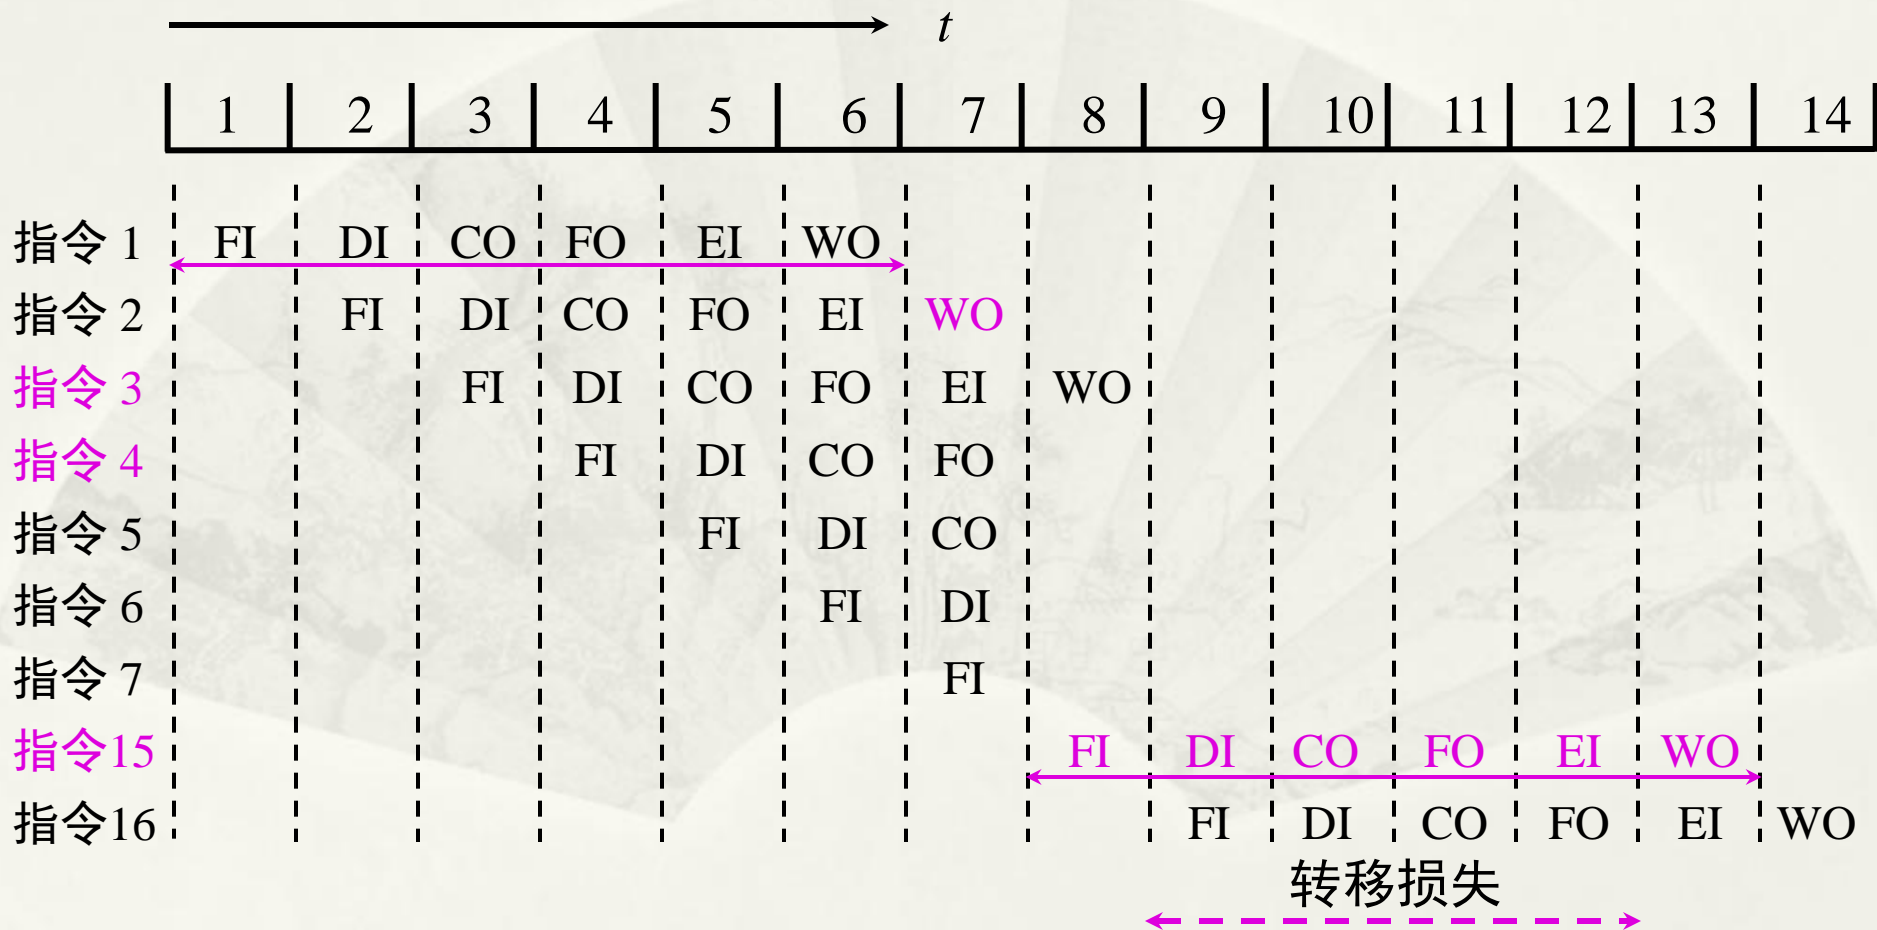 t
1 2 3 4 5 6 7 8 9 10 11 12 13 14
指令 1 FI DI CO FO EI WO
指令 2 FI DI CO FO EI WO
指令 3 FI DI CO FO EI WO
指令 4 FI DI CO FO
指令 5 FI DI CO
指令 6 FI DI
指令 7 FI
指令15 FI DI CO FO EI WO
指令16 FI DI CO FO EI WO
转移损失